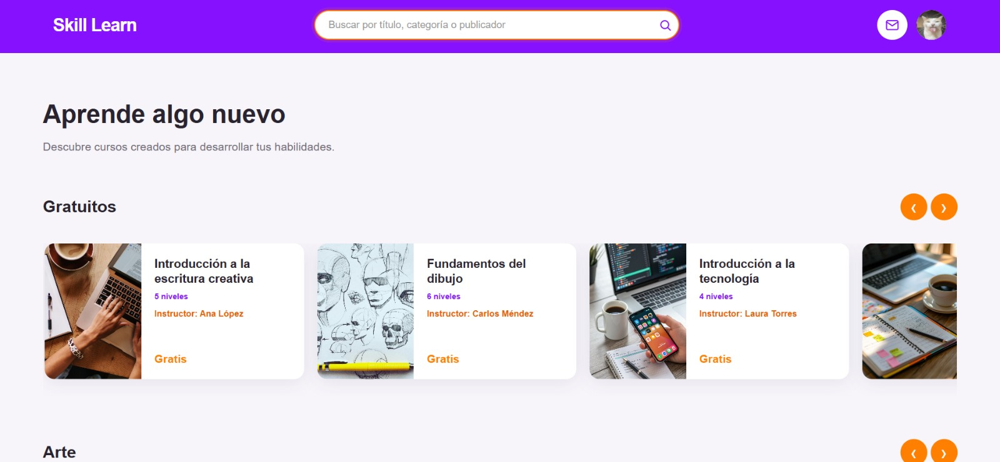 Skill Learn
Buscar por título, categoría o publicador
Aprende algo nuevo
Descubre cursos creados para desarrollar tus habilidades.
Gratuitos
Introducción a la
escritura creativa
5 niveles
Instructor: Ana López
Gratis
Fundamentos del
dibujo
6 niveles
Instructor: Carlos Méndez
Gratis
Introducción a la
tecnología
4 niveles
Instructor: Laura Torres
Gratis
Arte